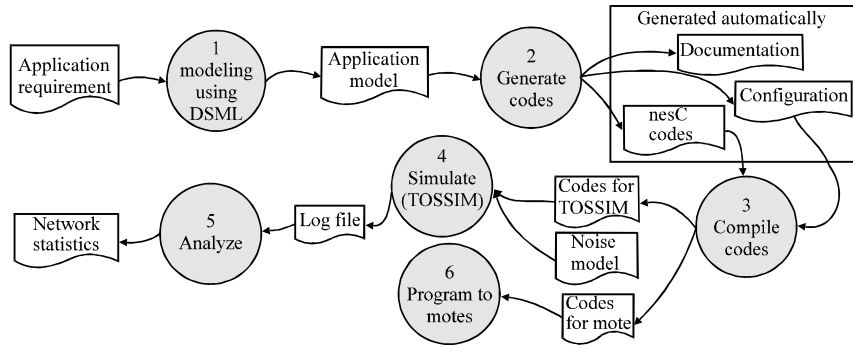 Application
requirement
1
modeling
using
DSML
Application
model
2
Generate
codes
Generated automatically
Documentation
Configuration
nesC
codes
3
Compile
codes
Codes for
TOSSIM
Noise
model
4
Simulate
(TOSSIM)
Log file
5
Analyze
Network
statistics
6
Program to
motes
Codes
for mote